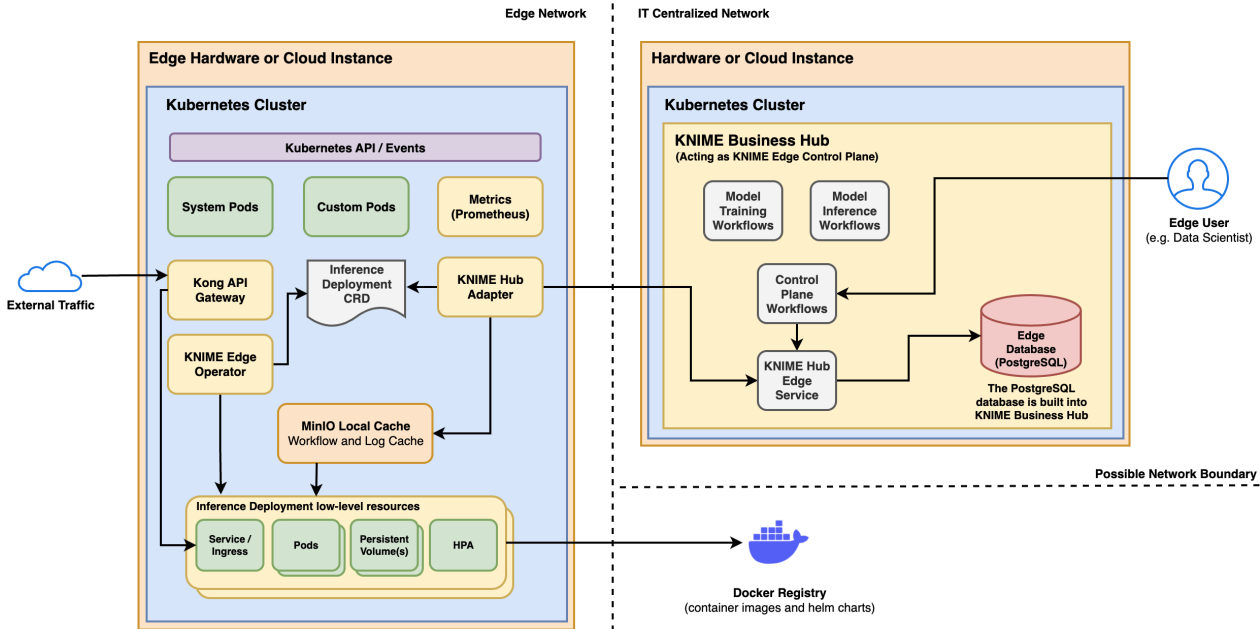 Edge Network
IT Centralized Network
Edge Hardware or Cloud Instance
Kubernetes Cluster
Kubernetes API / Events
System Pods
Custom Pods
Metrics
(Prometheus)
External Traffic
Kong API
Gateway
Inference
Deployment
CRD
KNIME Hub
Adapter
KNIME Edge
Operator
MinIO Local Cache
Workflow and Log Cache
Inference Deployment low-level resources
Service /
Ingress
Pods
Persistent
Volume(s)
HPA
Hardware or Cloud Instance
Kubernetes Cluster
KNIME Business Hub
(Acting as KNIME Edge Control Plane)
Model
Training
Workflows
Model
Inference
Workflows
Control
Plane
Workflows
KNIME Hub
Edge
Service
Edge
Database
(PostgreSQL)
The PostgreSQL
database is built into
KNIME Business Hub
Edge User
(e.g. Data Scientist)
Possible Network Boundary
Docker Registry
(container images and helm charts)